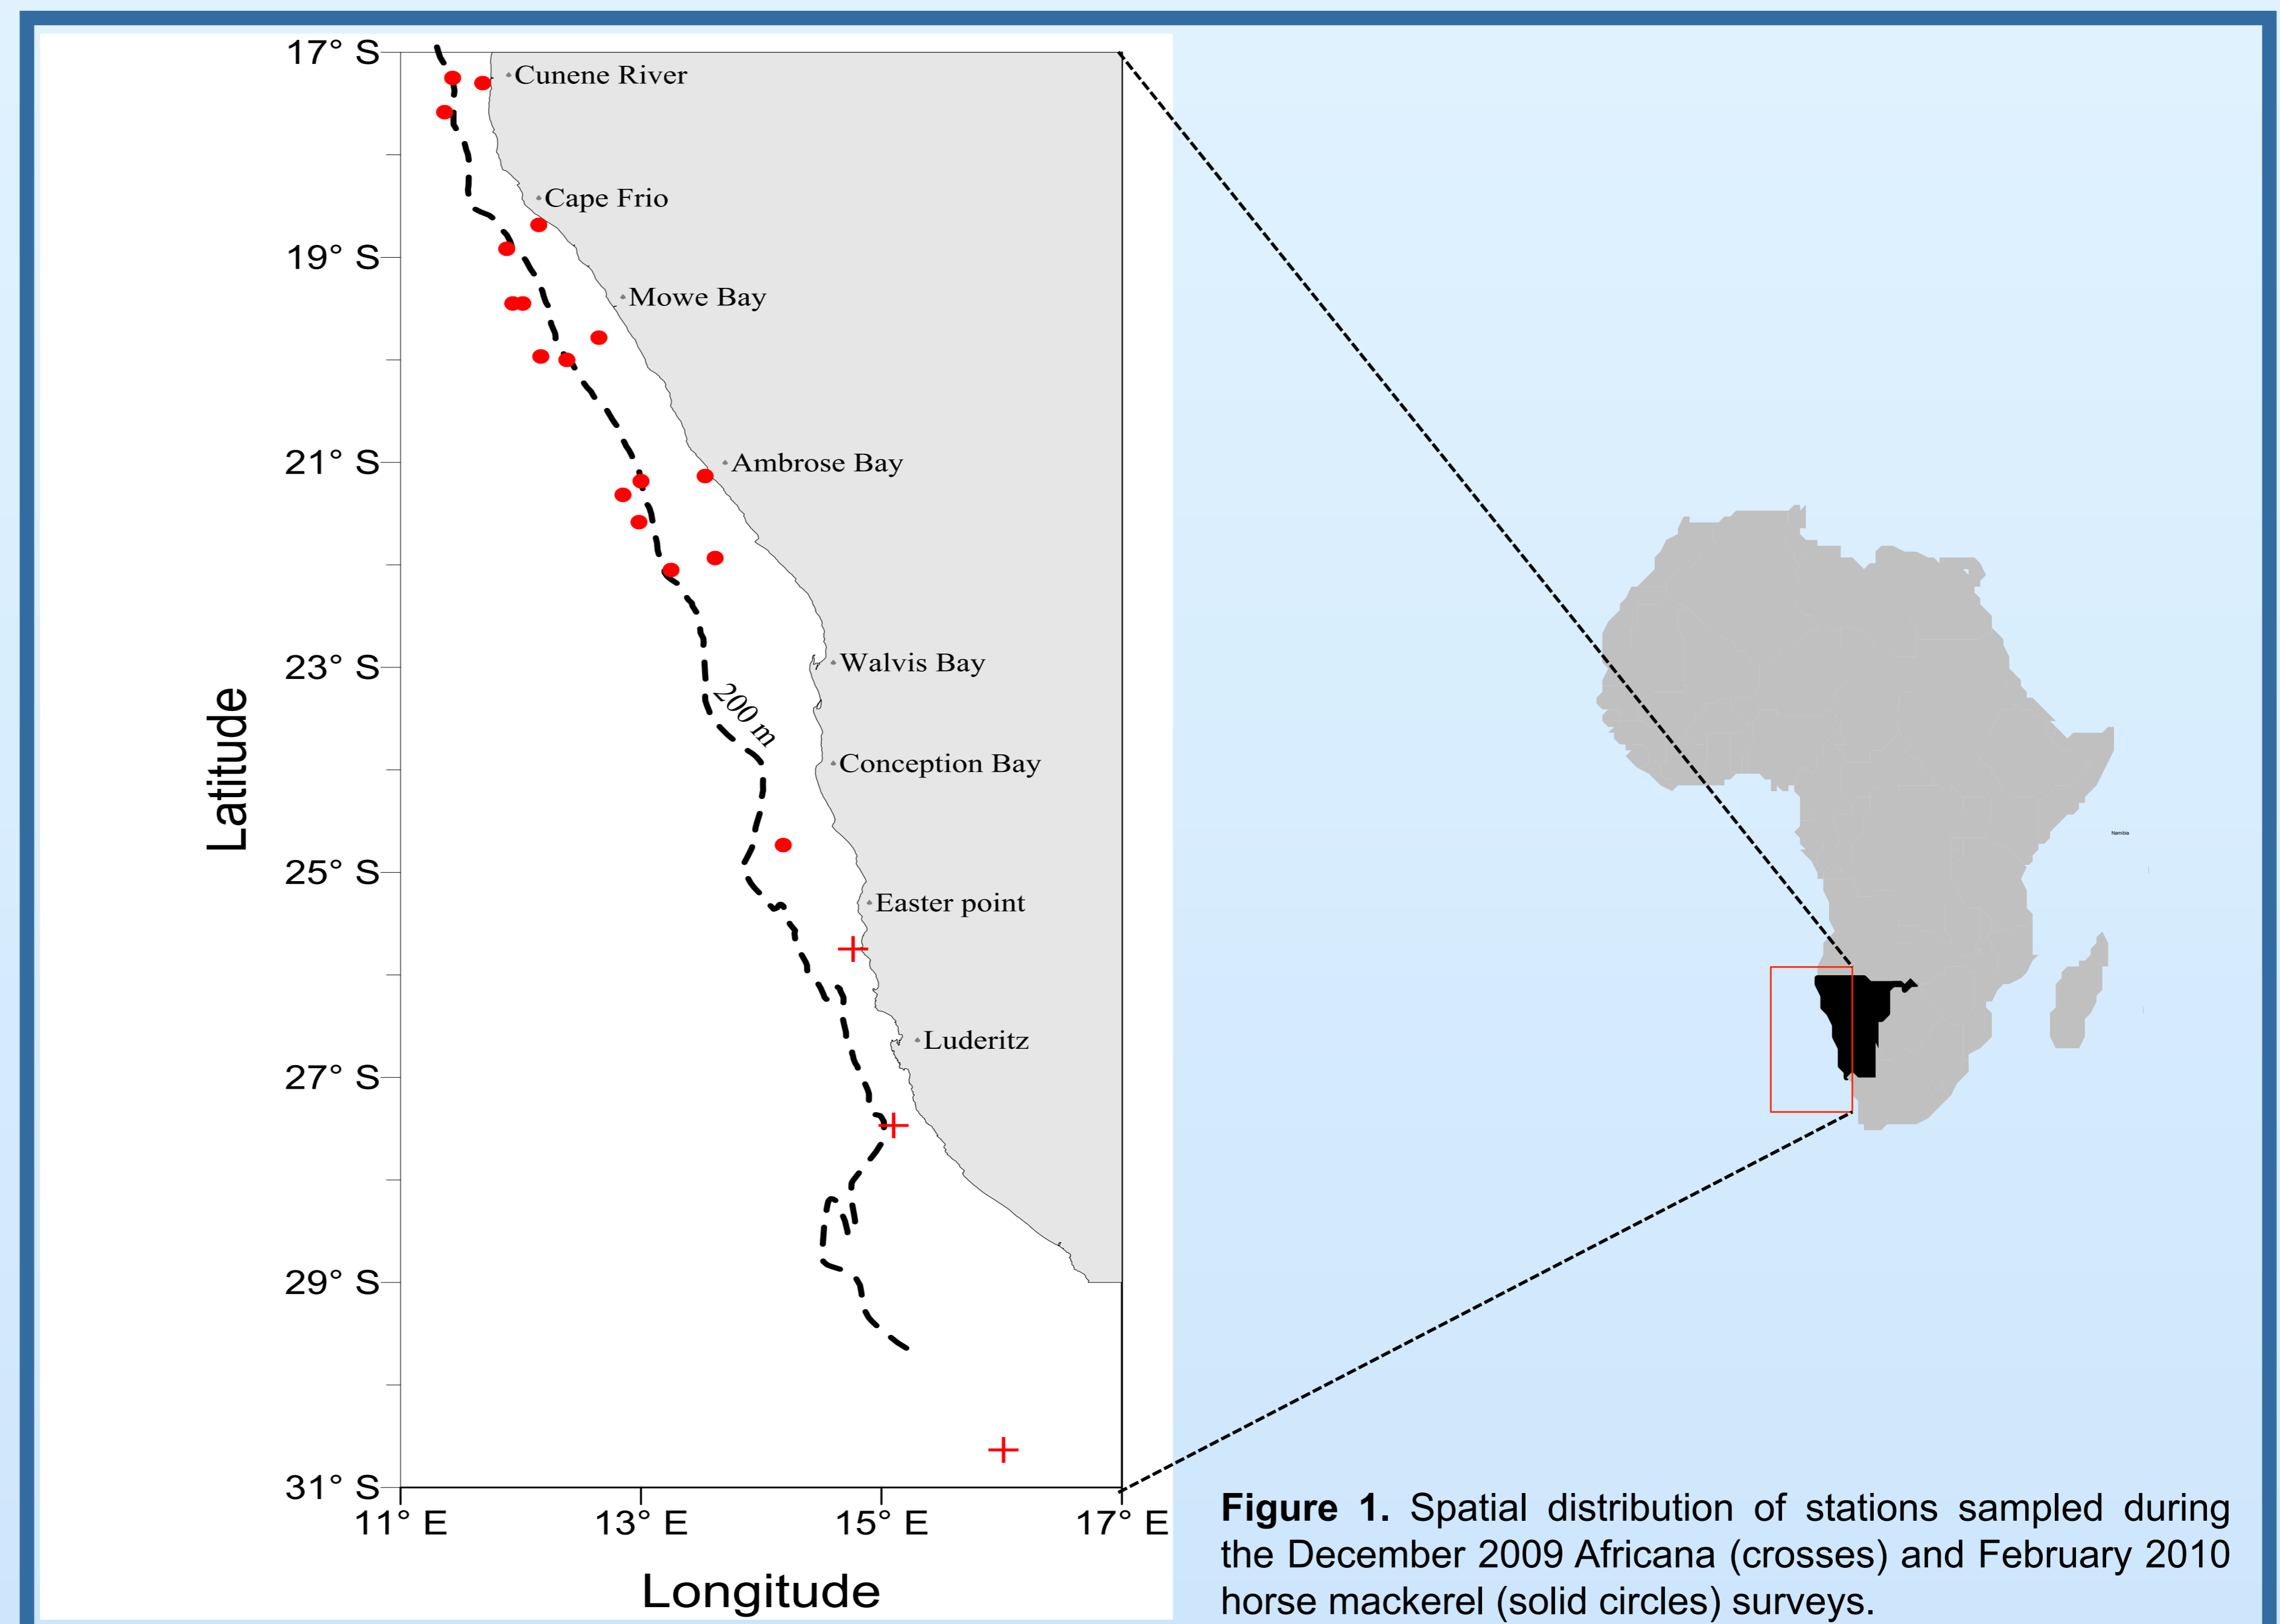 17° S
Cunene River
Cape Frio
19° S
Mowe Bay
21° S
Ambrose Bay
23° S
Walvis Bay
200 m
Conception Bay
Latitude
25° S
Easter point
Luderitz
27° S
29° S
31° S
11° E
13° E
15° E
17° E
Longitude
Namibia
Figure 1. Spatial distribution of stations sampled during
the December 2009 Africana (crosses) and February 2010
horse mackerel (solid circles) surveys.